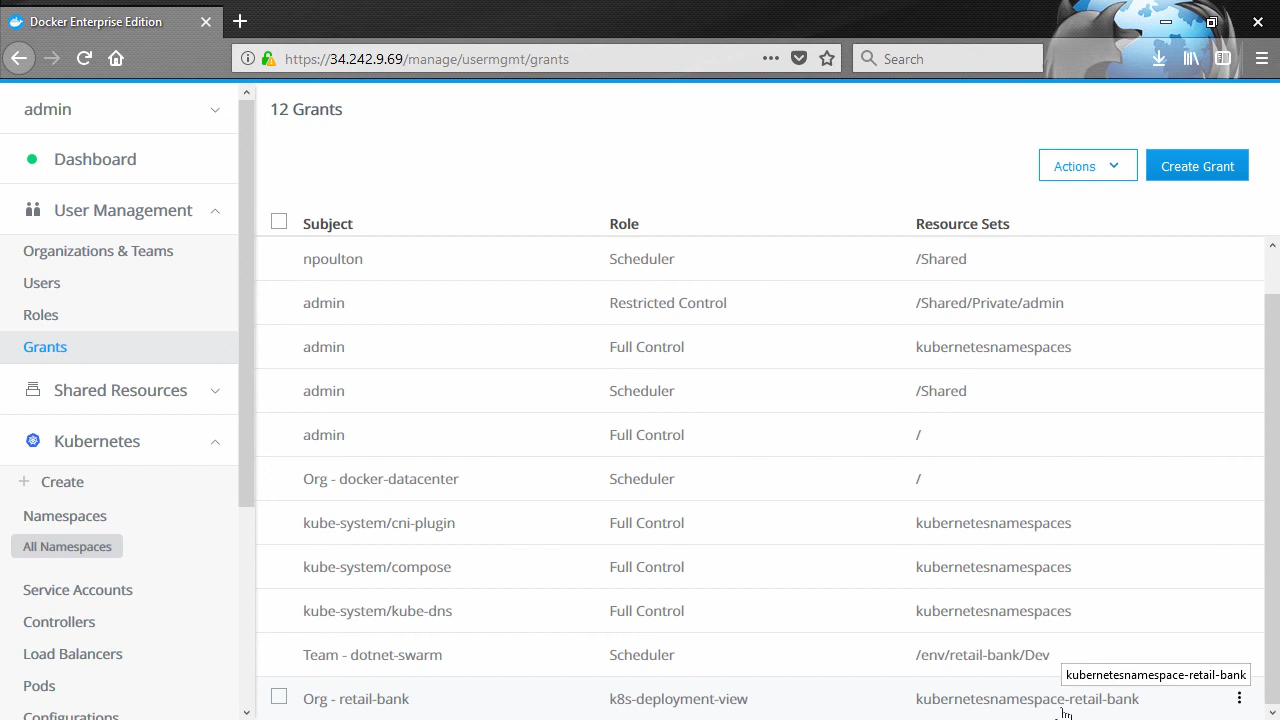 Docker Enterprise Edition
https://34.242.9.69/manage/usermgmt/grants
Search
admin
Dashboard
User Management
Organizations & Teams
Users
Roles
Grants
Shared Resources
Kubernetes
Create
Namespaces
All Namespaces
Service Accounts
Controllers
Load Balancers
Pods
Configurations
12 Grants
Actions
Create Grant
Subject Role Resource Sets
npoulton Scheduler /Shared
admin Restricted Control /Shared/Private/admin
admin Full Control kubernetesnamespaces
admin Scheduler /Shared
admin Full Control /
Org - docker-datacenter Scheduler /
kube-system/cni-plugin Full Control kubernetesnamespaces
kube-system/compose Full Control kubernetesnamespaces
kube-system/kube-dns Full Control kubernetesnamespaces
Team - dotnet-swarm Scheduler /env/retail-bank/Dev
kubernetesnamespace-retail-bank
Org - retail-bank k8s-deployment-view kubernetesnamespace-retail-bank